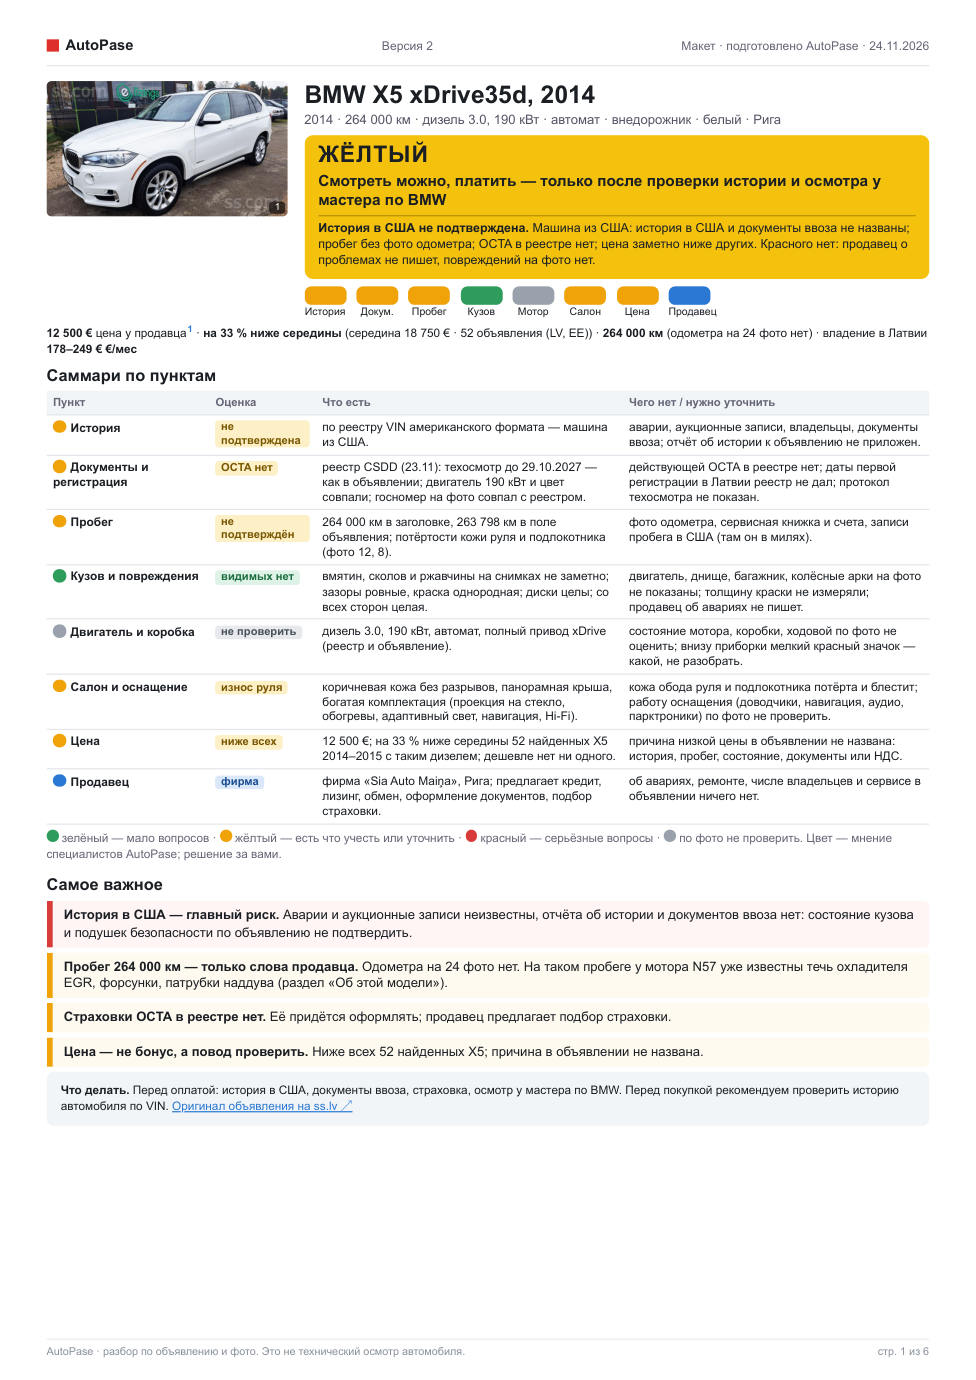 AutoPase
Версия 2
Макет · подготовлено AutoPase · 24.11.2026
ss.com
1
BMW X5 xDrive35d, 2014
2014 · 264 000 км · дизель 3.0, 190 кВт · автомат · внедорожник · белый · Рига
ЖЁЛТЫЙ
Смотреть можно, платить — только после проверки истории и осмотра у
мастера по BMW
История в США не подтверждена. Машина из США: история в США и документы ввоза не названы;
пробег без фото одометра; ОСТА в реестре нет; цена заметно ниже других. Красного нет: продавец о
проблемах не пишет, повреждений на фото нет.
История Докум. Пробег Кузов Мотор Салон Цена Продавец
12 500 € цена у продавца1 · на 33 % ниже середины (середина 18 750 € · 52 объявления (LV, EE)) · 264 000 км (одометра на 24 фото нет) · владение в Латвии
178–249 € €/мес
Саммари по пунктам
Пункт Оценка Что есть Чего нет / нужно уточнить
История
не
подтверждена
по реестру VIN американского формата — машина
из США.
аварии, аукционные записи, владельцы, документы
ввоза; отчёт об истории к объявлению не приложен.
Документы и
регистрация
ОСТА нет
реестр CSDD (23.11): техосмотр до 29.10.2027 —
как в объявлении; двигатель 190 кВт и цвет
совпали; госномер на фото совпал с реестром.
действующей ОСТА в реестре нет; даты первой
регистрации в Латвии реестр не дал; протокол
техосмотра не показан.
Пробег
не
подтверждён
264 000 км в заголовке, 263 798 км в поле
объявления; потёртости кожи руля и подлокотника
(фото 12, 8).
фото одометра, сервисная книжка и счета, записи
пробега в США (там он в милях).
Кузов и повреждения
видимых нет
вмятин, сколов и ржавчины на снимках не заметно;
зазоры ровные, краска однородная; диски целы; со
всех сторон целая.
двигатель, днище, багажник, колёсные арки на фото
не показаны; толщину краски не измеряли;
продавец об авариях не пишет.
Двигатель и коробка
не проверить
дизель 3.0, 190 кВт, автомат, полный привод xDrive
(реестр и объявление).
состояние мотора, коробки, ходовой по фото не
оценить; внизу приборки мелкий красный значок —
какой, не разобрать.
Салон и оснащение
износ руля
коричневая кожа без разрывов, панорамная крыша,
богатая комплектация (проекция на стекло,
обогревы, адаптивный свет, навигация, Hi-Fi).
кожа обода руля и подлокотника потёрта и блестит;
работу оснащения (доводчики, навигация, аудио,
парктроники) по фото не проверить.
Цена
ниже всех
12 500 €; на 33 % ниже середины 52 найденных X5
2014–2015 с таким дизелем; дешевле нет ни одного.
причина низкой цены в объявлении не названа:
история, пробег, состояние, документы или НДС.
Продавец
фирма
фирма «Sia Auto Maiņa», Рига; предлагает кредит,
лизинг, обмен, оформление документов, подбор
страховки.
об авариях, ремонте, числе владельцев и сервисе в
объявлении ничего нет.
зелёный — мало вопросов · жёлтый — есть что учесть или уточнить · красный — серьёзные вопросы · по фото не проверить. Цвет — мнение
специалистов AutoPase; решение за вами.
Самое важное
История в США — главный риск. Аварии и аукционные записи неизвестны, отчёта об истории и документов ввоза нет: состояние кузова
и подушек безопасности по объявлению не подтвердить.
Пробег 264 000 км — только слова продавца. Одометра на 24 фото нет. На таком пробеге у мотора N57 уже известны течь охладителя
EGR, форсунки, патрубки наддува (раздел «Об этой модели»).
Страховки ОСТА в реестре нет. Её придётся оформлять; продавец предлагает подбор страховки.
Цена — не бонус, а повод проверить. Ниже всех 52 найденных X5; причина в объявлении не названа.
Что делать. Перед оплатой: история в США, документы ввоза, страховка, осмотр у мастера по BMW. Перед покупкой рекомендуем проверить историю
автомобиля по VIN. Оригинал объявления на ss.lv ↗
AutoPase · разбор по объявлению и фото. Это не технический осмотр автомобиля.
стр. 1 из 6